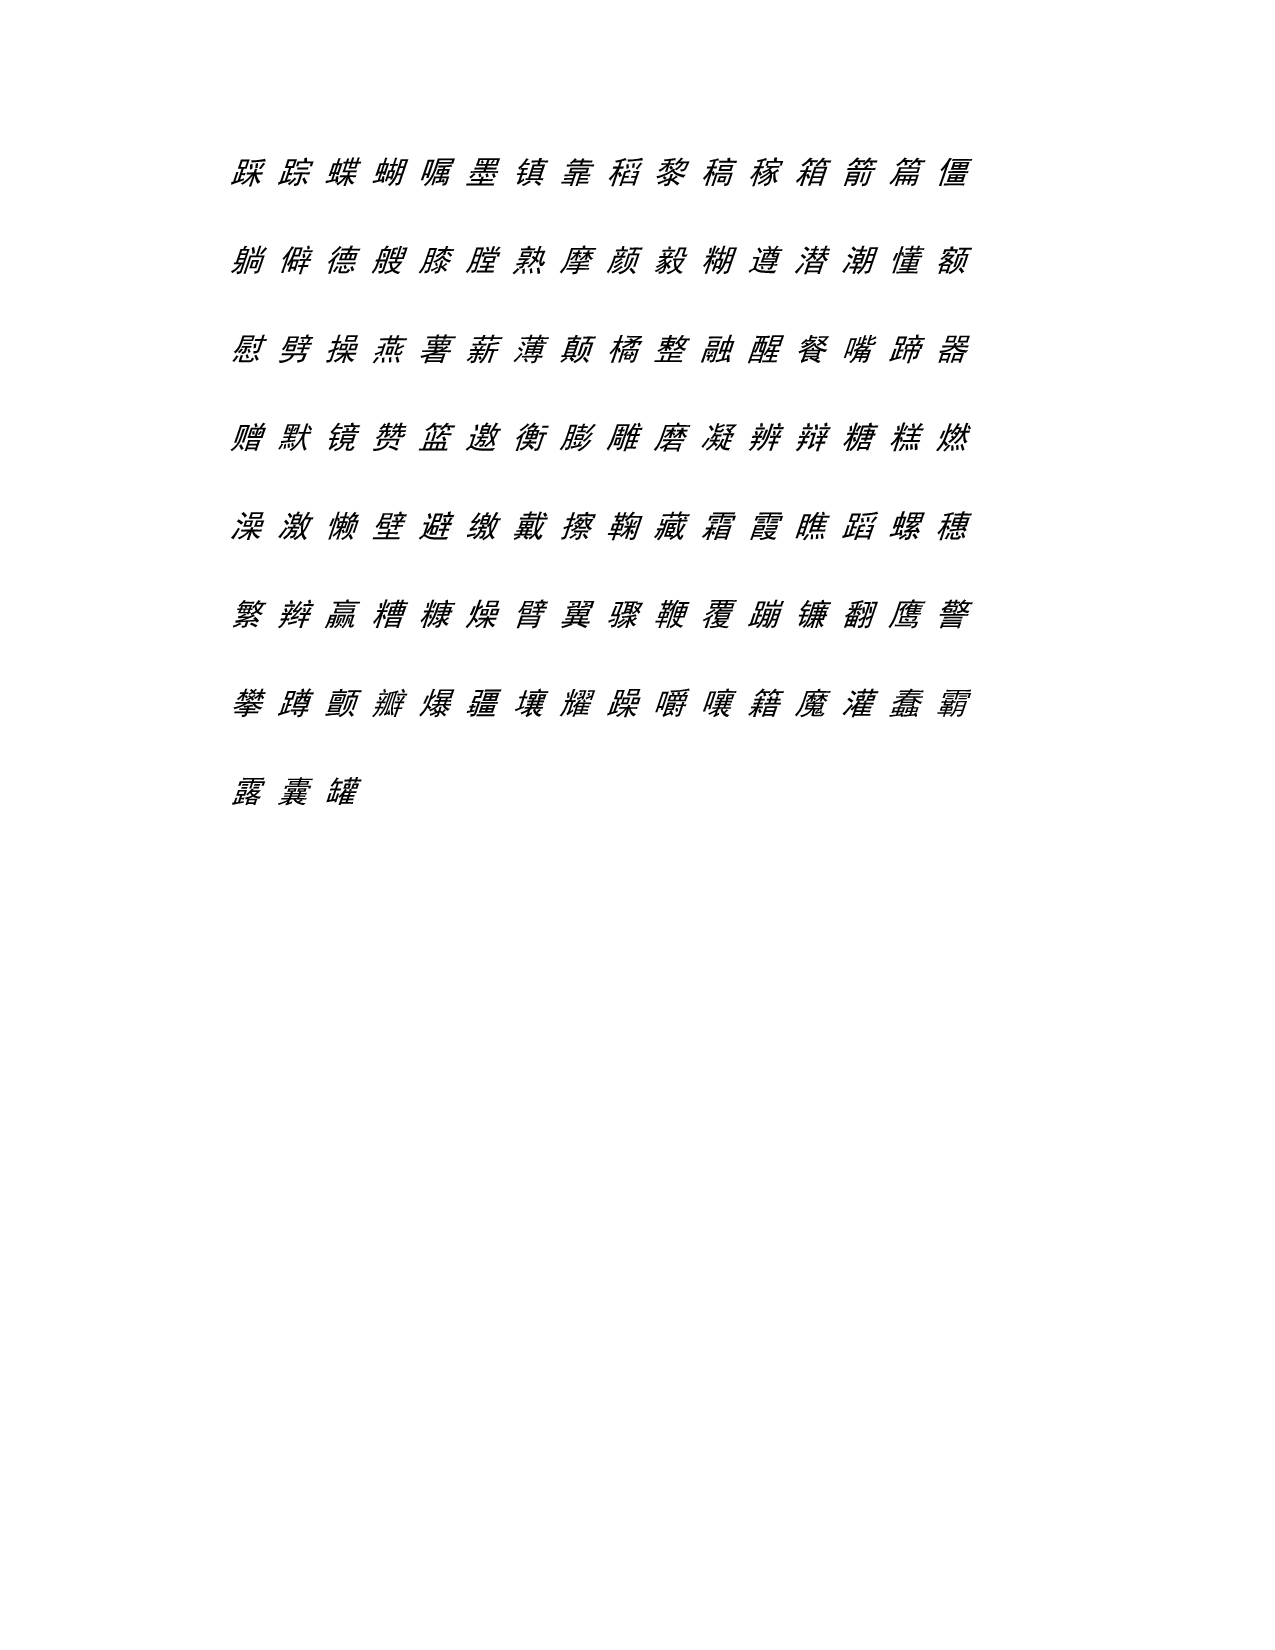 踩 踪 蝶 蝴 嘱 墨 镇 靠 稻 黎 稿 稼 箱 箭 篇 僵
躺 僻 德 艘 膝 膛 熟 摩 颜 毅 糊 遵 潜 潮 懂 额
慰 劈 操 燕 薯 薪 薄 颠 橘 整 融 醒 餐 嘴 蹄 器
赠 默 镜 赞 篮 邀 衡 膨 雕 磨 凝 辨 辩 糖 糕 燃
澡 激 懒 壁 避 缴 戴 擦 鞠 藏 霜 霞 瞧 蹈 螺 穗
繁 辫 赢 糟 糠 燥 臂 翼 骤 鞭 覆 蹦 镰 翻 鹰 警
攀 蹲 颤 瓣 爆 疆 壤 耀 躁 嚼 嚷 籍 魔 灌 蠢 霸
露 囊 罐